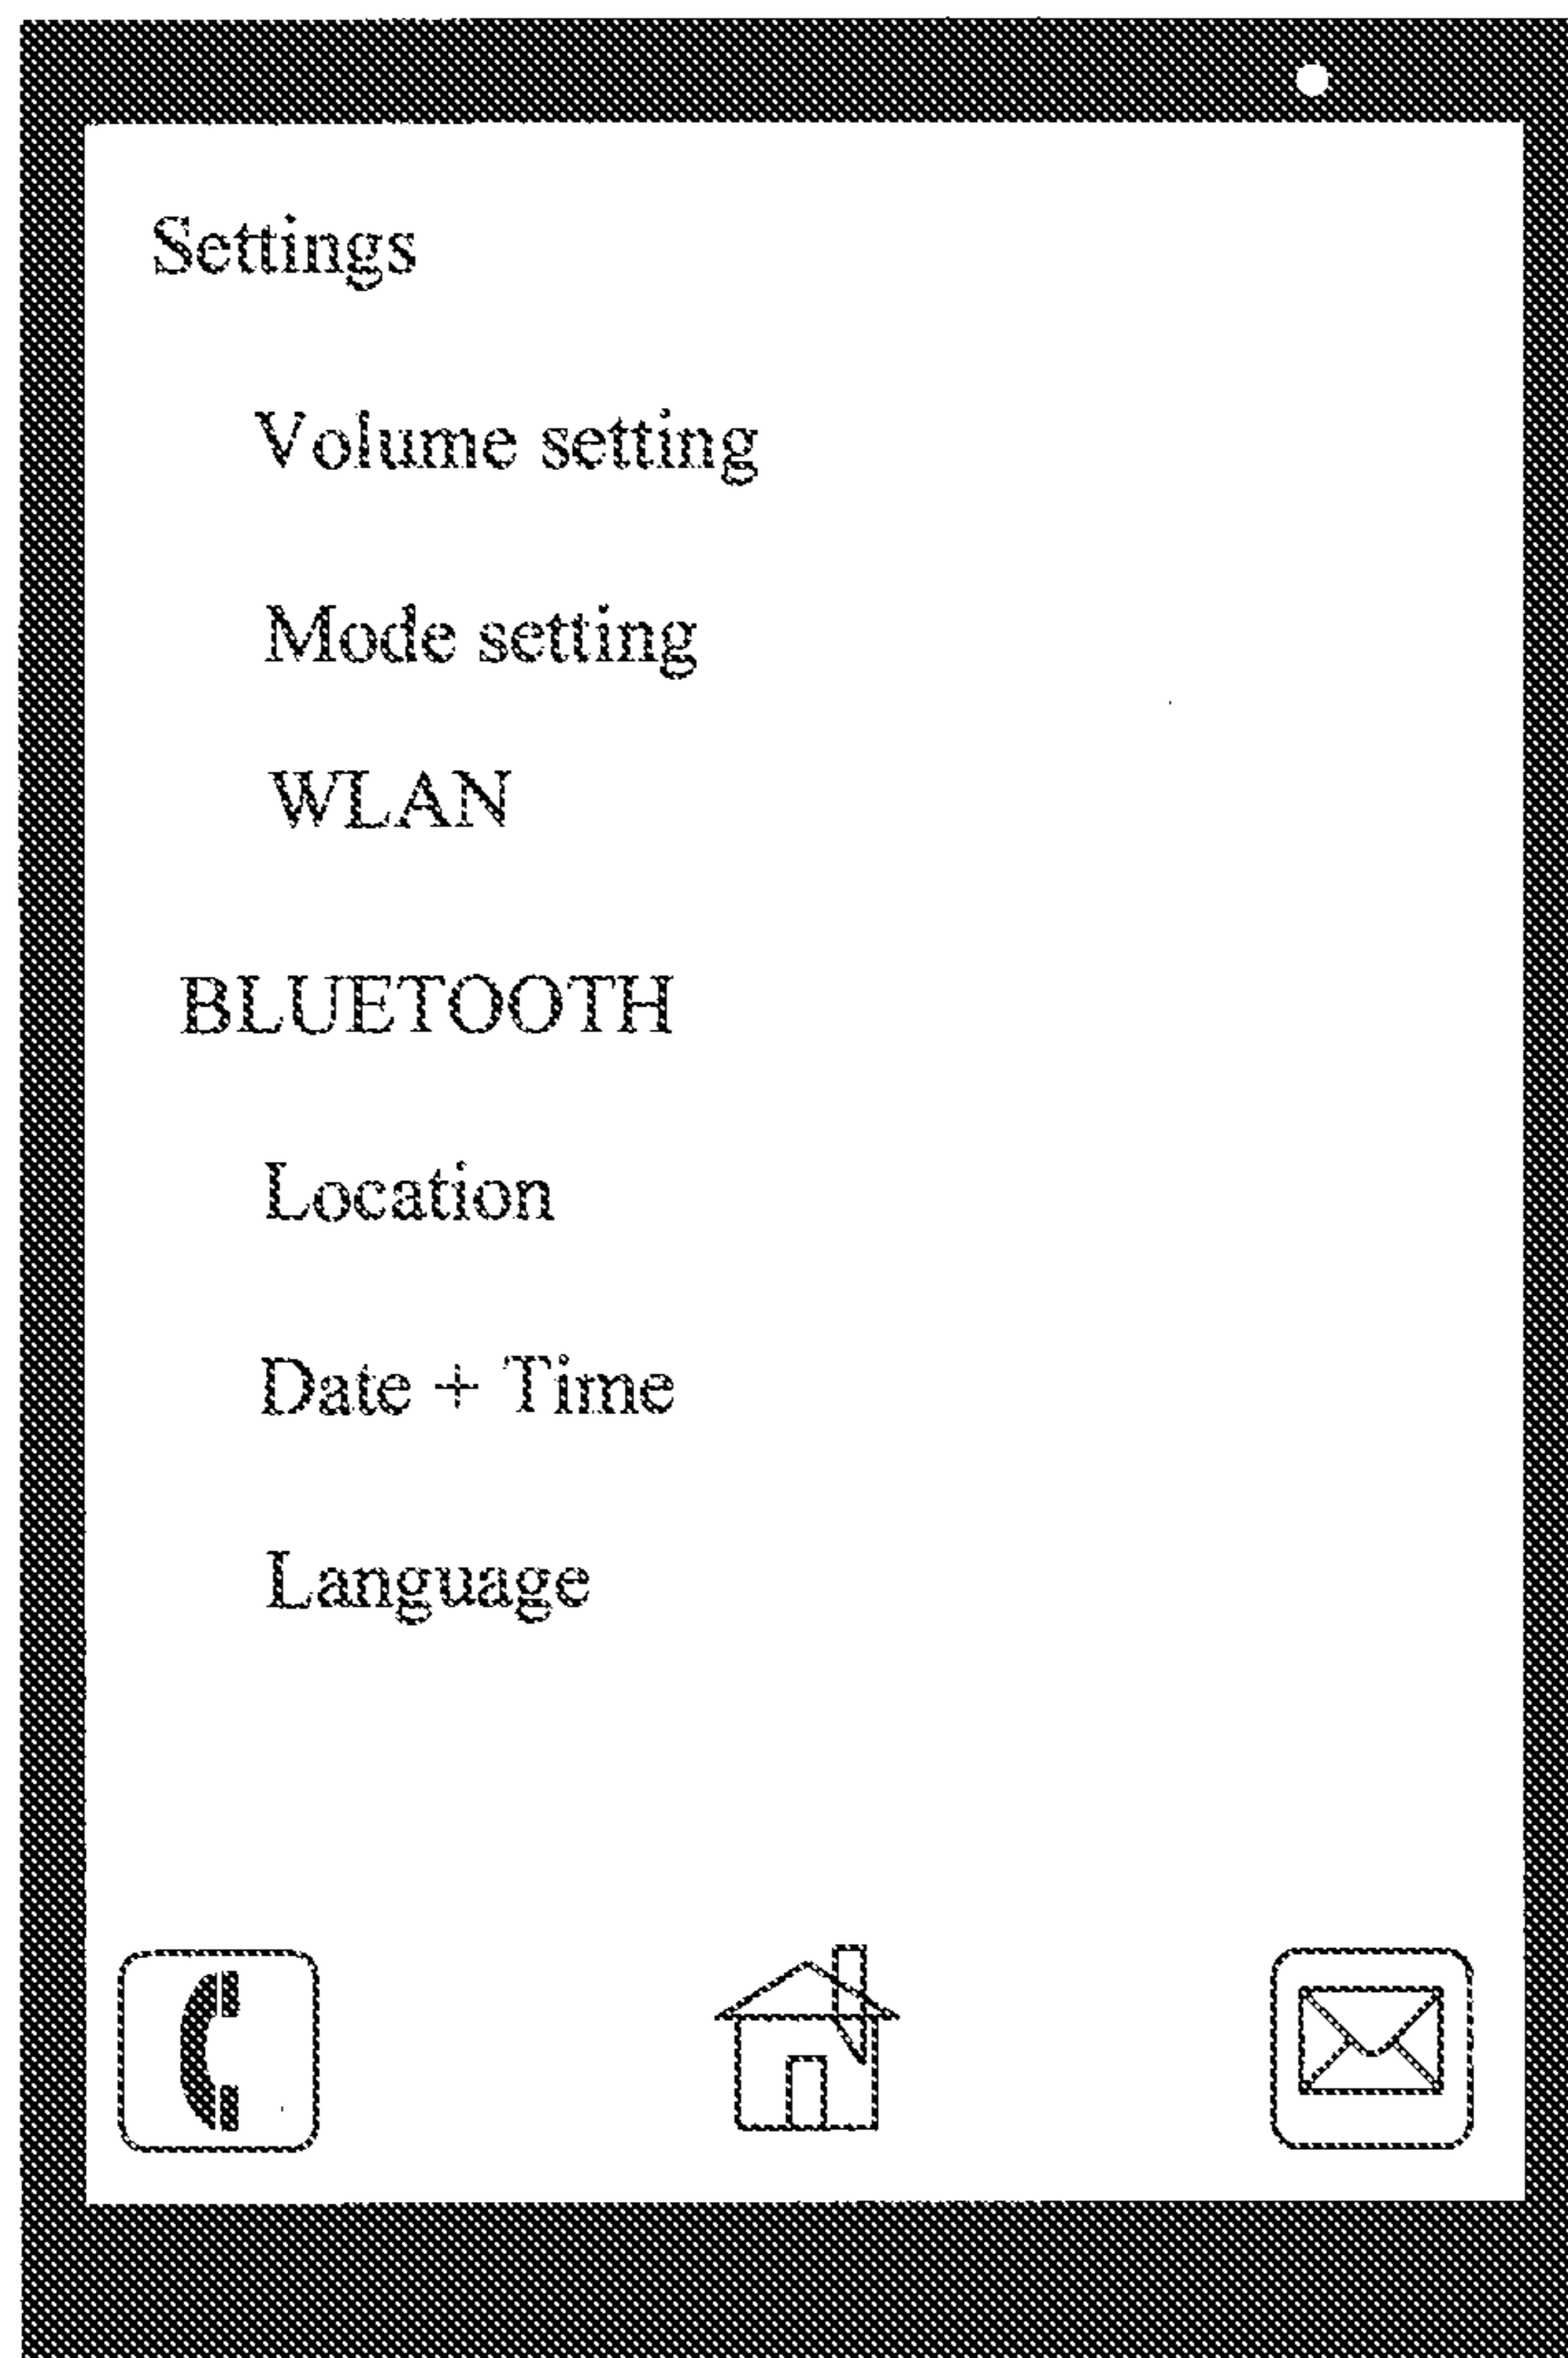 Settings
Volume setting
Mode setting
WLAN
BLUETOOTH
Location
Date + Time
Language